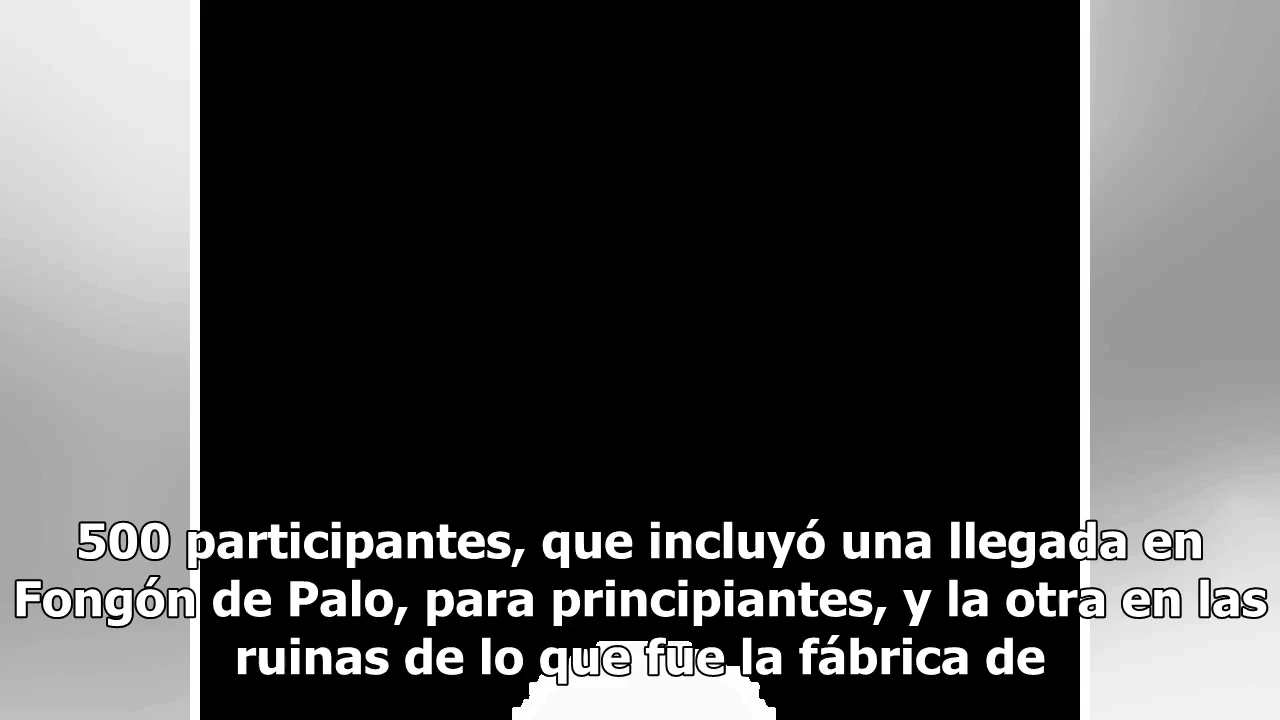 500 participantes, que incluyó una llegada en
Fongón de Palo, para principiantes, y la otra en las
ruinas de lo que fue la fábrica de